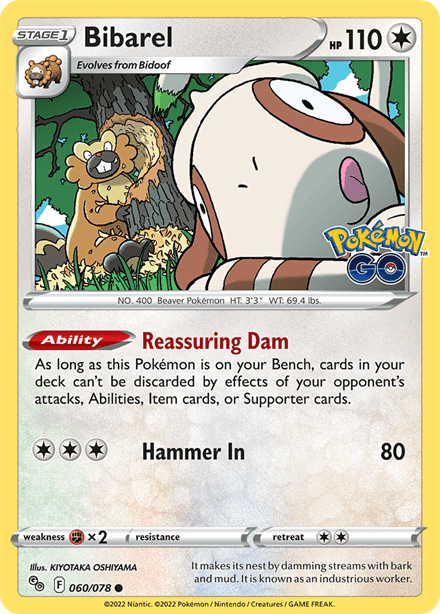 STAGE1 Bibarel HP 110
Evolves from Bidoof
Pokémon™
GO
NO. 400 Beaver Pokémon HT: 3'3" WT: 69.4 lbs.
Ability Reassuring Dam
As long as this Pokémon is on your Bench, cards in your
deck can't be discarded by effects of your opponent's
attacks, Abilities, Item cards, or Supporter cards.
Hammer In 80
weakness ×2 resistance retreat
Illus. KIYOTAKA OSHIYAMA
It makes its nest by damming streams with bark
and mud. It is known as an industrious worker.
F 060/078
©2022 Niantic. ©2022 Pokémon / Nintendo / Creatures / GAME FREAK.